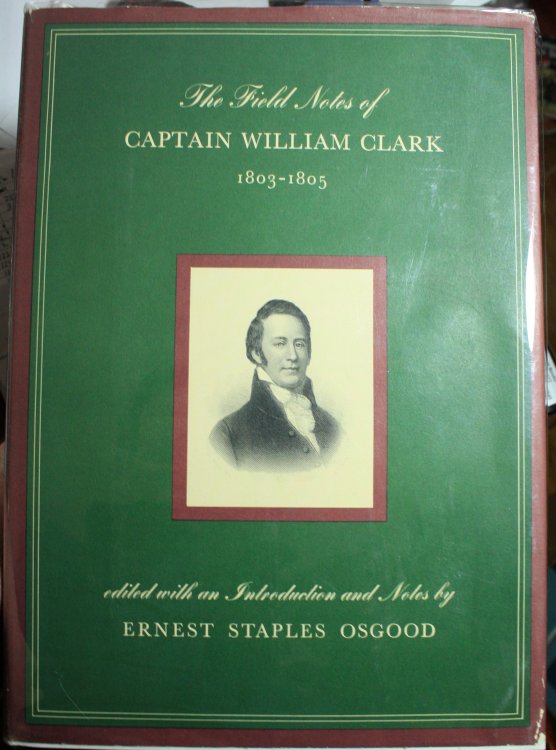 The Field Notes of
CAPTAIN WILLIAM CLARK
1803-1805
edited with an Introduction and Notes by
ERNEST STAPLES OSGOOD